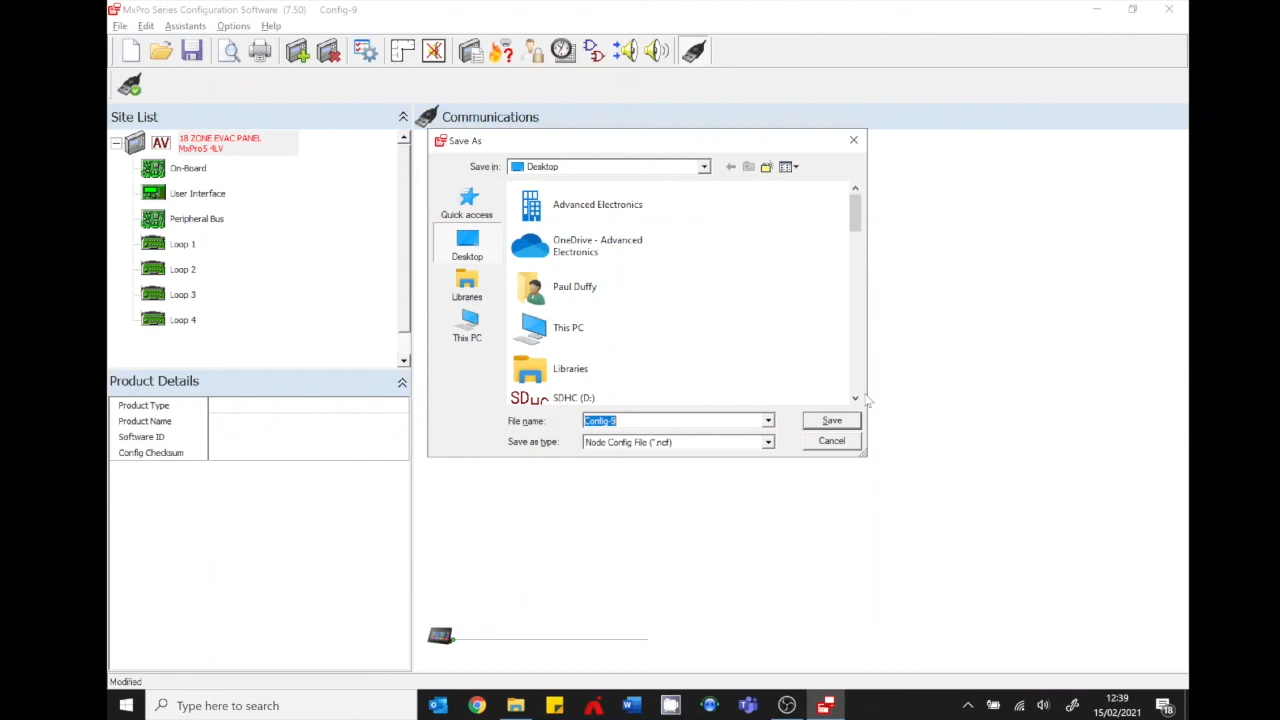 MxPro Series Configuration Software (7.50) Config-9
File Edit Assistants Options Help
Site List
Communications
AV
18 ZONE EVAC PANEL
MxPro5 4LV
On-Board
User Interface
Peripheral Bus
Loop 1
Loop 2
Loop 3
Loop 4
Save As
Save in: Desktop
Quick access
Desktop
Libraries
This PC
Advanced Electronics
OneDrive - Advanced
Electronics
Paul Duffy
This PC
Libraries
SDHC (D:)
File name: Config-9 Save
Save as type: Node Config File (*.ncf) Cancel
Product Details
Product Type
Product Name
Software ID
Config Checksum
Modified
Type here to search
12:39
15/02/2021
18